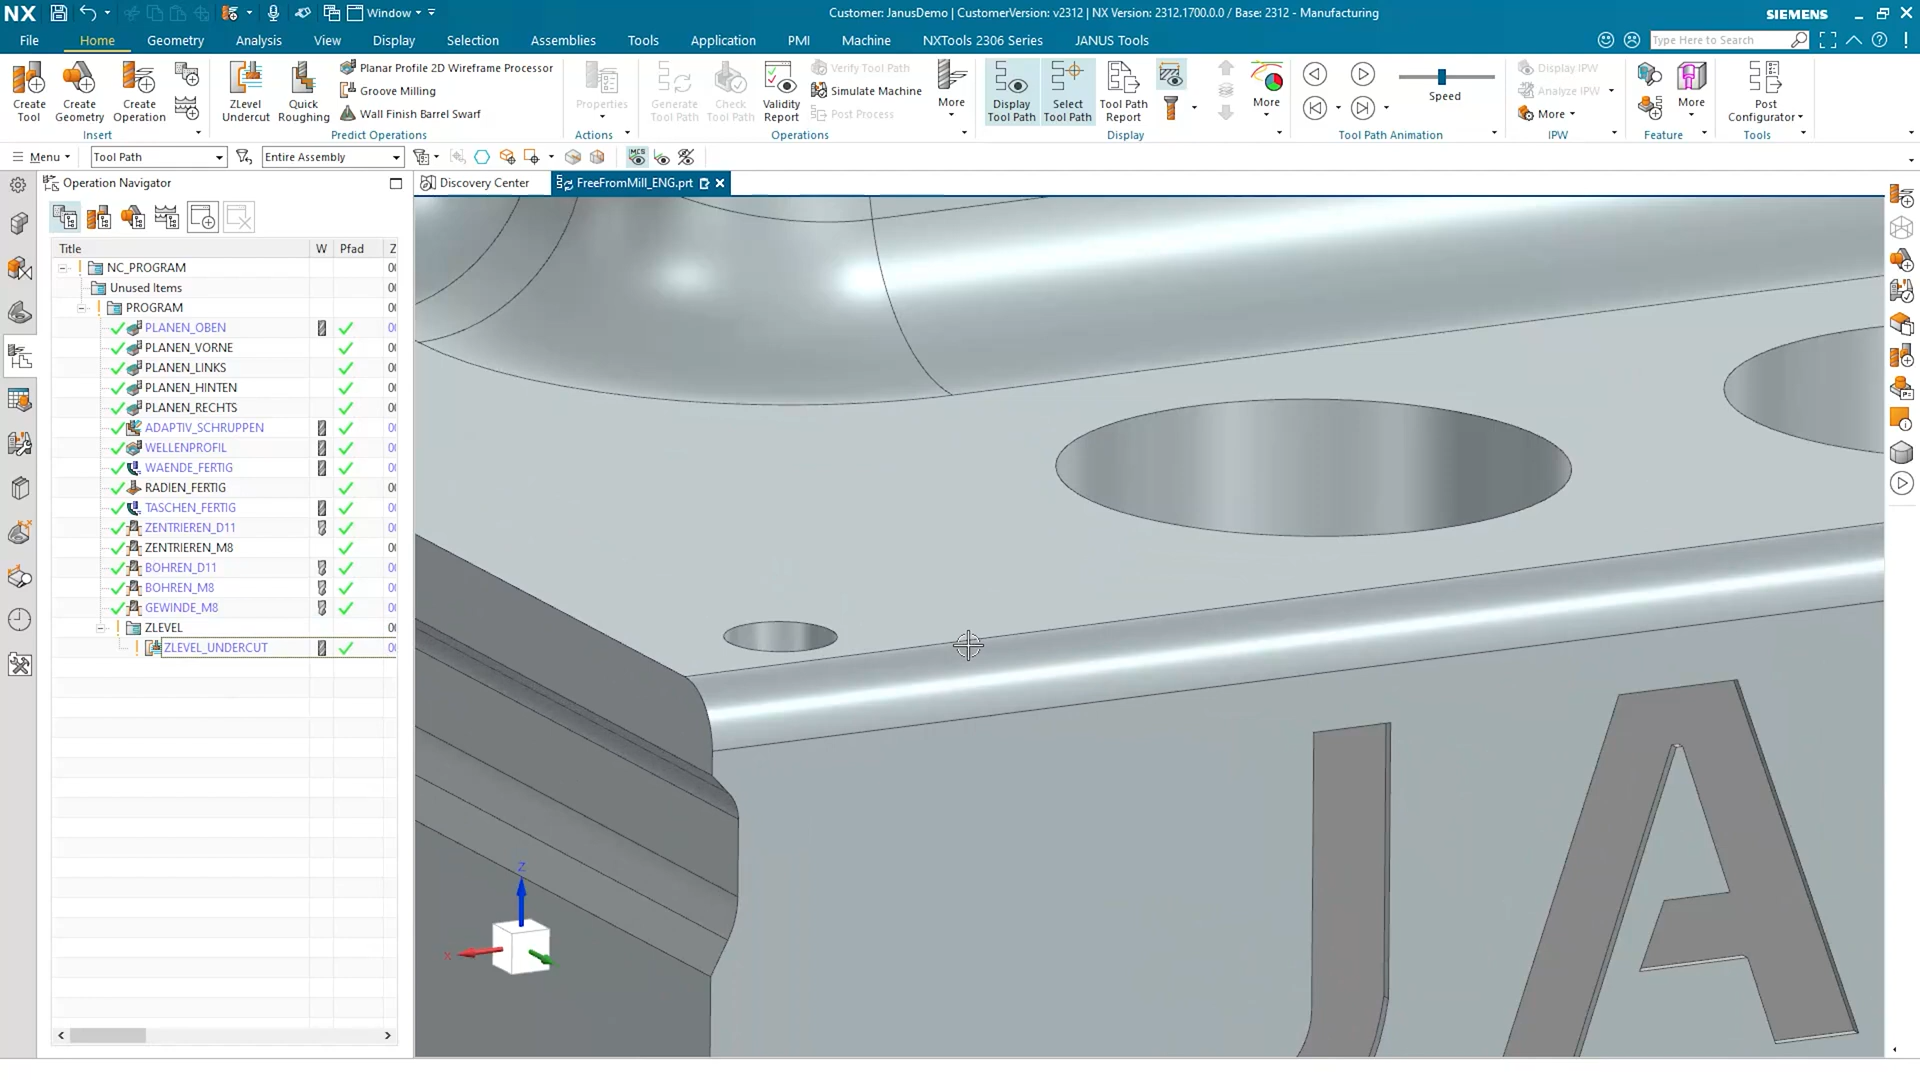 NX
Window
Customer: JanusDemo | CustomerVersion: v2312 | NX Version: 2312.1700.0.0 / Base: 2312 - Manufacturing
SIEMENS
File Home Geometry Analysis View Display Selection Assemblies Tools Application PMI Machine NXTools 2306 Series JANUS Tools
Type Here to Search
Create Tool
Create Geometry
Create Operation
Insert
ZLevel Undercut
Quick Roughing
Planar Profile 2D Wireframe Processor
Groove Milling
Wall Finish Barrel Swarf
Predict Operations
Properties
Actions
Generate Tool Path
Check Tool Path
Validity Report
Verify Tool Path
Simulate Machine
Post Process
More
Operations
Display Tool Path
Select Tool Path
Tool Path Report
More
Display
Speed
Tool Path Animation
Display IPW
Analyze IPW
More
IPW
More
Feature
Post Configurator
Tools
Menu
Tool Path
Entire Assembly
MCS
Operation Navigator
Discovery Center
FreeFromMill_ENG.prt
Title W Pfad Z
NC_PROGRAM
Unused Items
PROGRAM
PLANEN_OBEN
PLANEN_VORNE
PLANEN_LINKS
PLANEN_HINTEN
PLANEN_RECHTS
ADAPTIV_SCHRUPPEN
WELLENPROFIL
WAENDE_FERTIG
RADIEN_FERTIG
TASCHEN_FERTIG
ZENTRIEREN_D11
ZENTRIEREN_M8
BOHREN_D11
BOHREN_M8
GEWINDE_M8
ZLEVEL
ZLEVEL_UNDERCUT
JA
Z
X